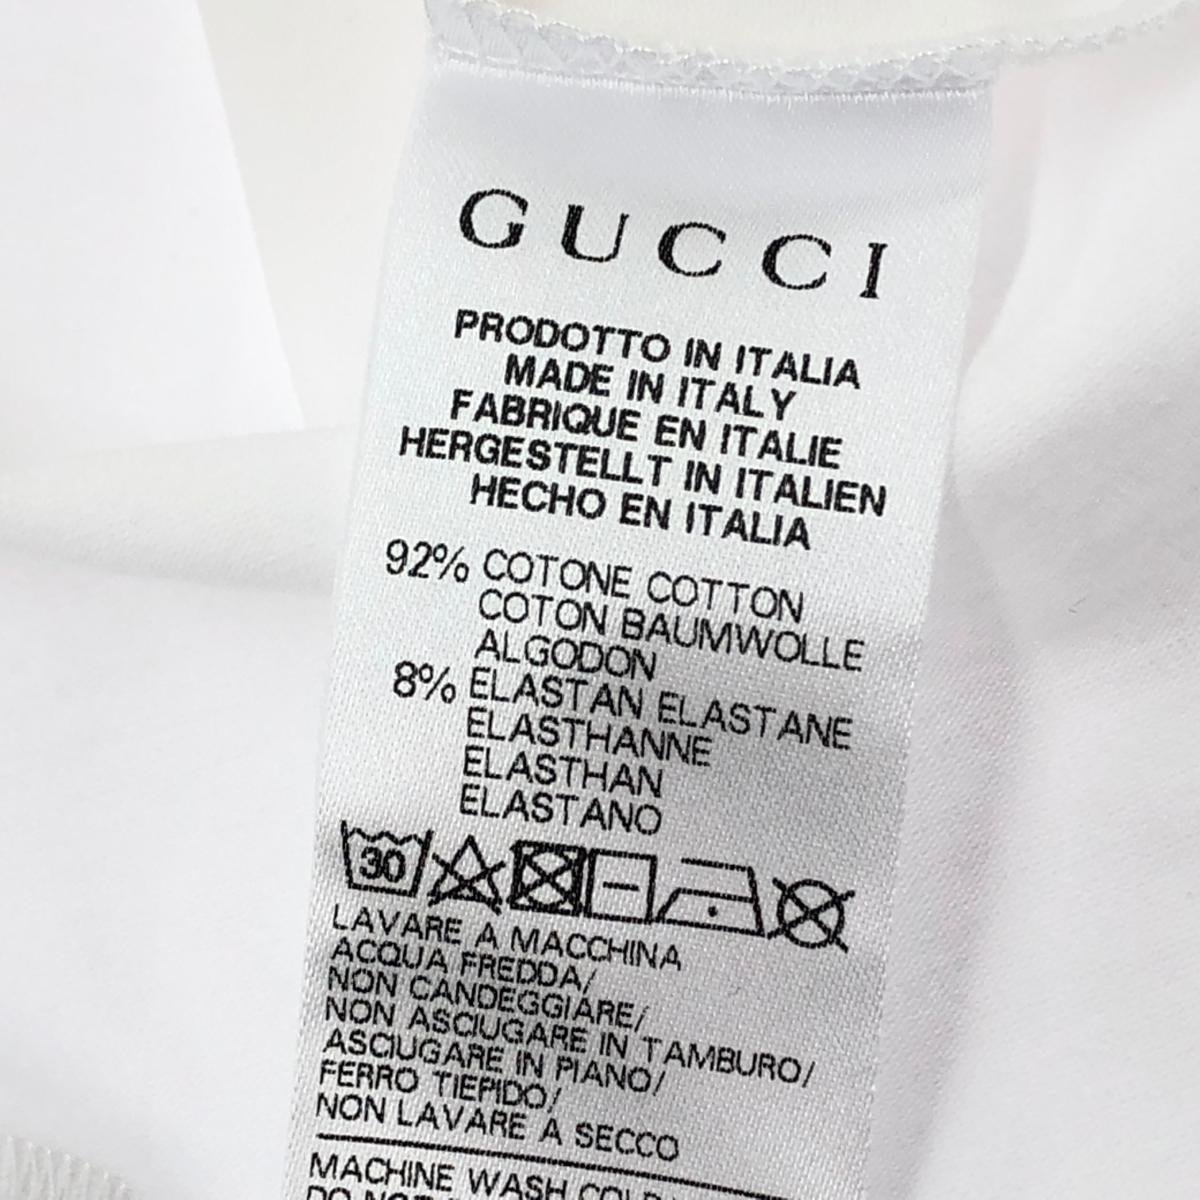 GUCCI
PRODOTTO IN ITALIA
MADE IN ITALY
FABRIQUE EN ITALIE
HERGESTELLT IN ITALIEN
HECHO EN ITALIA
92% COTONE COTTON
COTON BAUMWOLLE
ALGODON
8% ELASTAN ELASTANE
ELASTHANNE
ELASTHAN
ELASTANO
30
LAVARE A MACCHINA
ACQUA FREDDA/
NON CANDEGGIARE/
NON ASCIUGARE IN TAMBURO/
ASCIUGARE IN PIANO/
FERRO TIEPIDO/
NON LAVARE A SECCO
MACHINE WASH COLD/
DO NOT